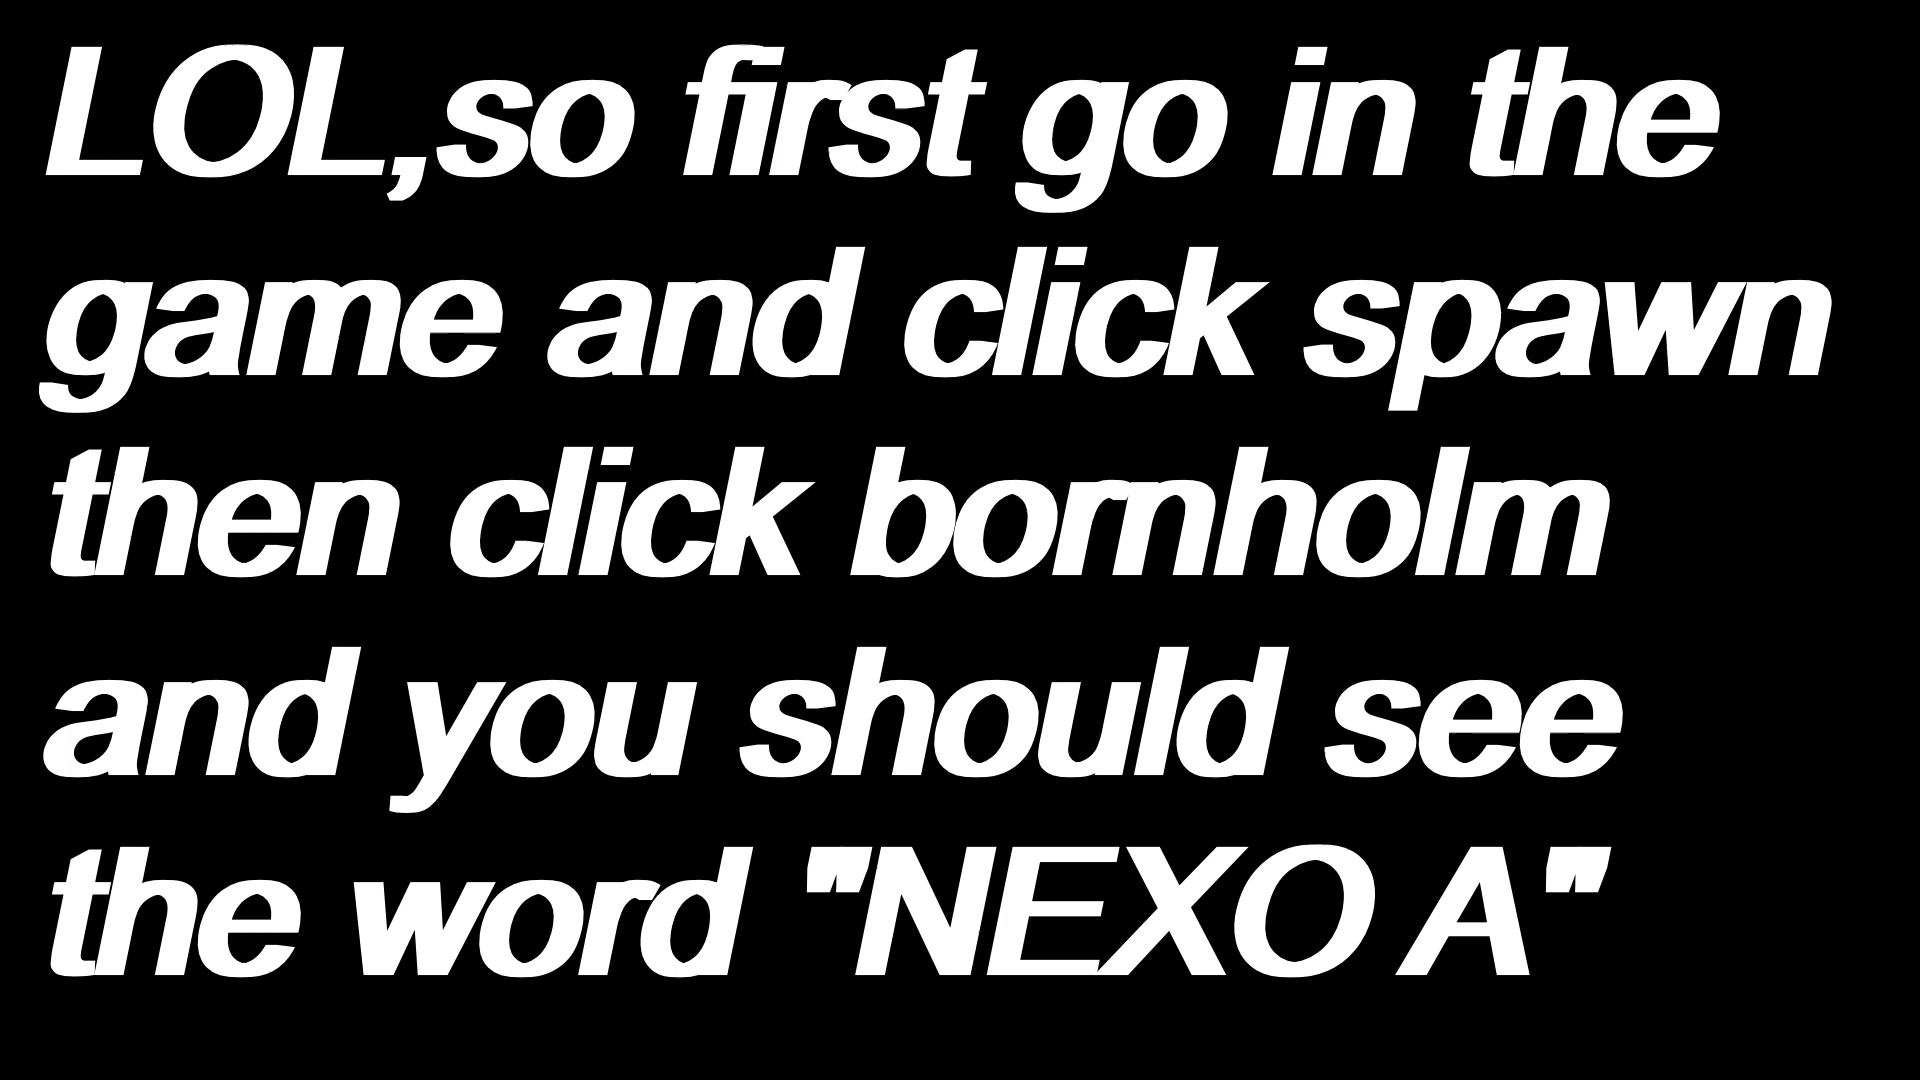 LOL,so first go in the
game and click spawn
then click bornholm
and you should see
the word "NEXO A"